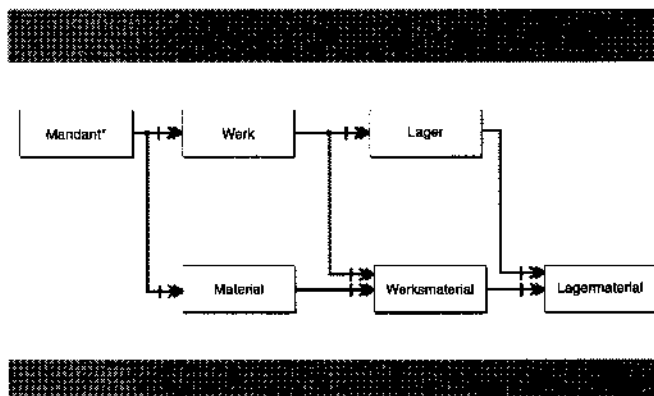 Mandant*
Werk
Lager
Material
Werksmaterial
Lagermaterial